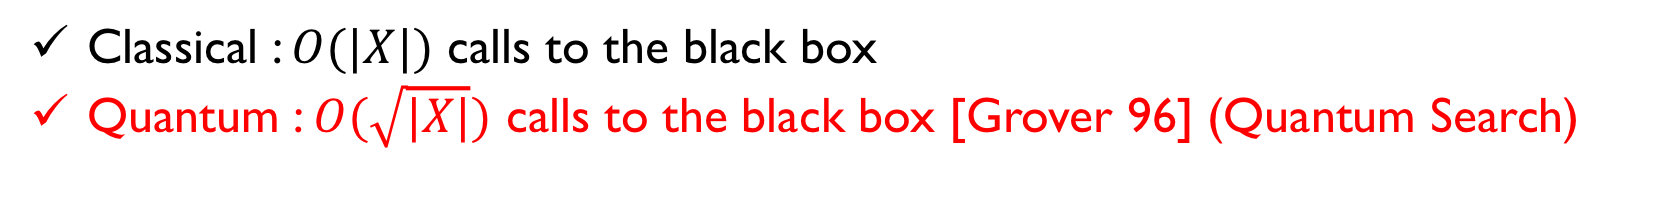 ✓ Classical : O(|X|) calls to the black box
✓ Quantum : O(√|X|) calls to the black box [Grover 96] (Quantum Search)